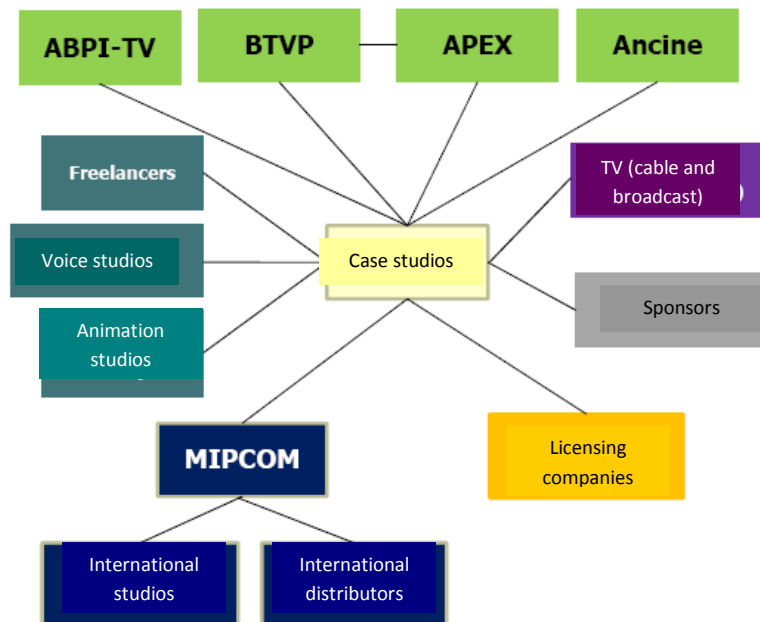 ABPI-TV
BTVP
APEX
Ancine
Freelancers
TV (cable and
broadcast)
)
Voice studios
Case studios
Sponsors
Animation
studios
MIPCOM
Licensing
companies
International
studios
International
distributors